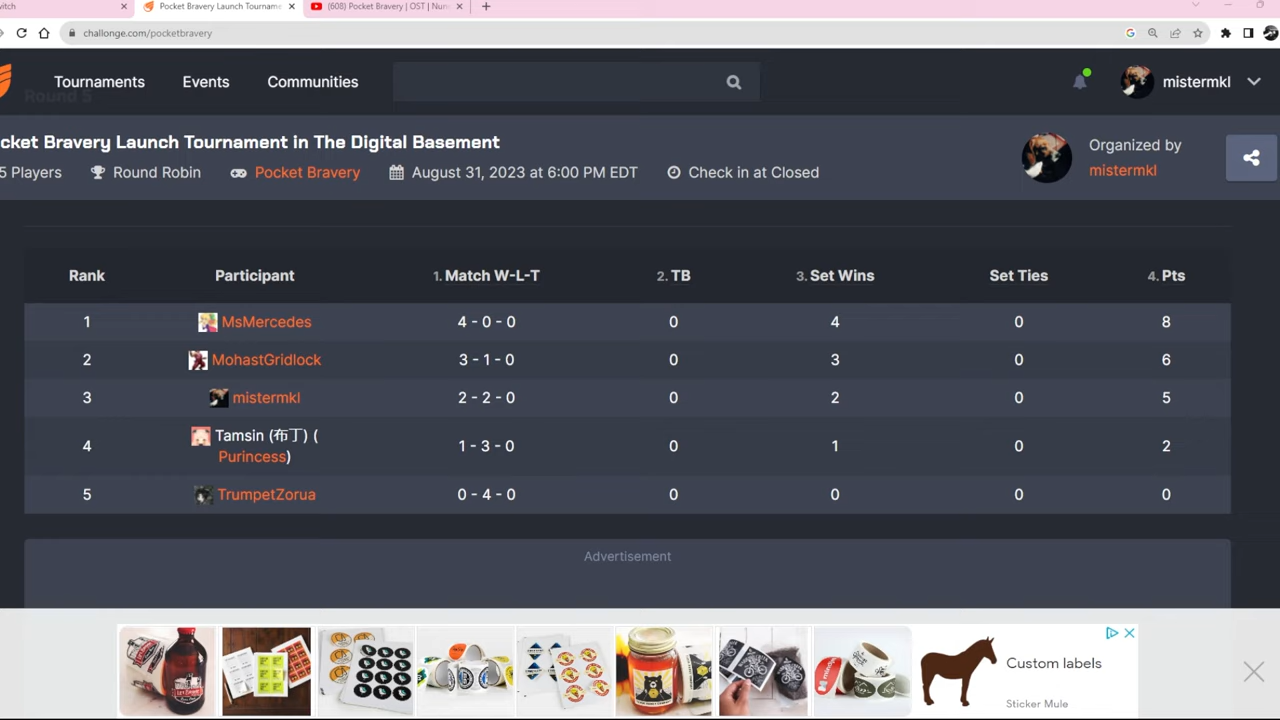 witch
Pocket Bravery Launch Tourname
(608) Pocket Bravery | OST | Nun
challonge.com/pocketbravery
Tournaments Events Communities mistermkl
Round 5
cket Bravery Launch Tournament in The Digital Basement
5 Players Round Robin Pocket Bravery August 31, 2023 at 6:00 PM EDT Check in at Closed
Organized by
mistermkl
Rank Participant 1. Match W-L-T 2. TB 3. Set Wins Set Ties 4. Pts
1 MsMercedes 4 - 0 - 0 0 4 0 8
2 MohastGridlock 3 - 1 - 0 0 3 0 6
3 mistermkl 2 - 2 - 0 0 2 0 5
4 Tamsin (布丁) (
Purincess) 1 - 3 - 0 0 1 0 2
5 TrumpetZorua 0 - 4 - 0 0 0 0 0
Advertisement
Custom labels
Sticker Mule